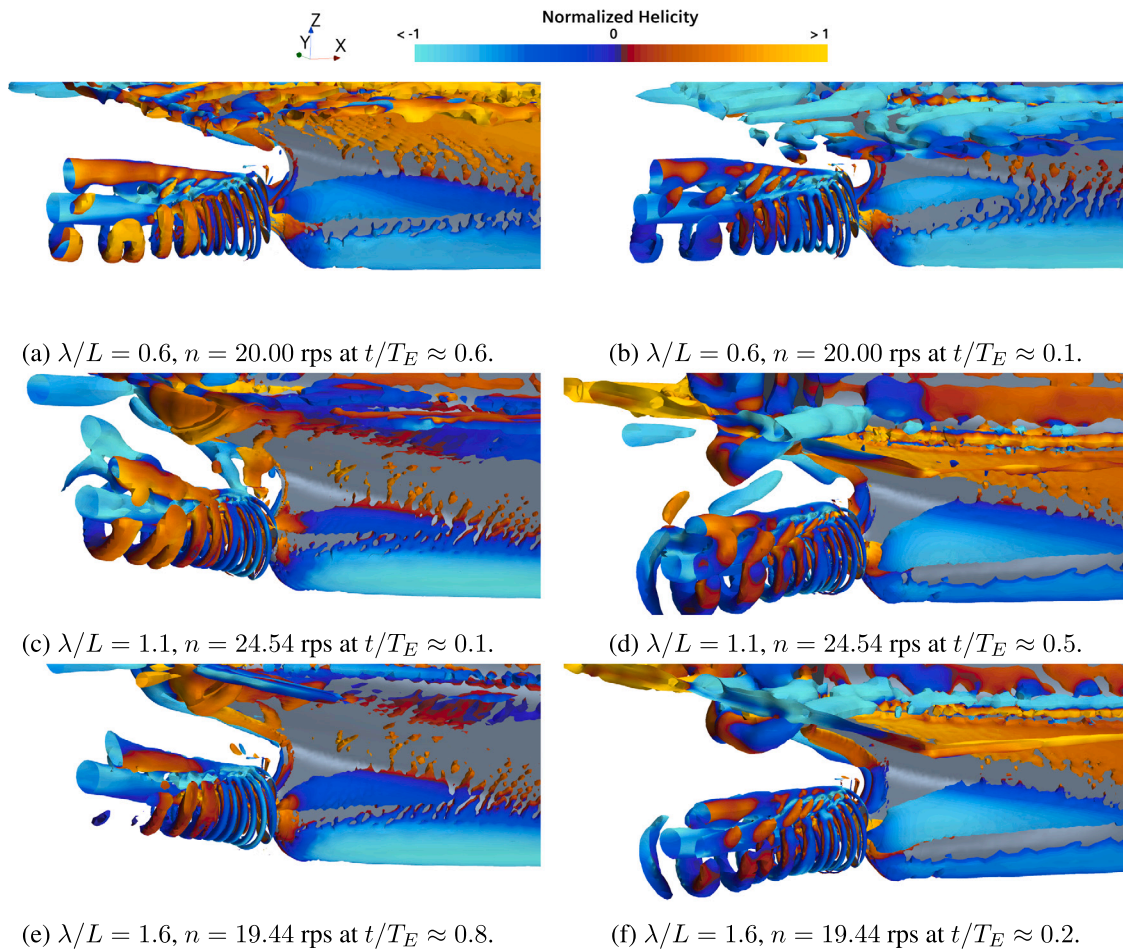 Normalized Helicity
< -1 0 > 1
Z
Y X
(a) λ/L = 0.6, n = 20.00 rps at t/T_E ≈ 0.6.
(b) λ/L = 0.6, n = 20.00 rps at t/T_E ≈ 0.1.
(c) λ/L = 1.1, n = 24.54 rps at t/T_E ≈ 0.1.
(d) λ/L = 1.1, n = 24.54 rps at t/T_E ≈ 0.5.
(e) λ/L = 1.6, n = 19.44 rps at t/T_E ≈ 0.8.
(f) λ/L = 1.6, n = 19.44 rps at t/T_E ≈ 0.2.